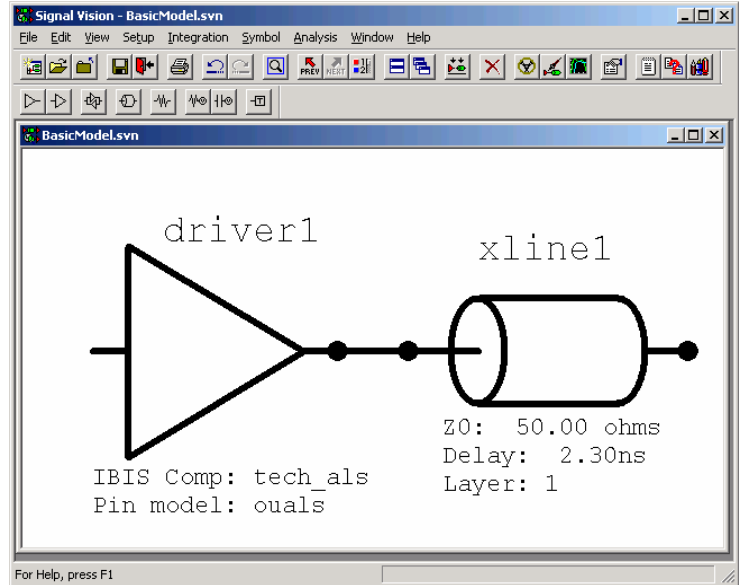 Signal Vision - BasicModel.svn
File Edit View Setup Integration Symbol Analysis Window Help
PREV NEXT
BasicModel.svn
driver1
xline1
Z0: 50.00 ohms
Delay: 2.30ns
Layer: 1
IBIS Comp: tech_als
Pin model: ouals
For Help, press F1